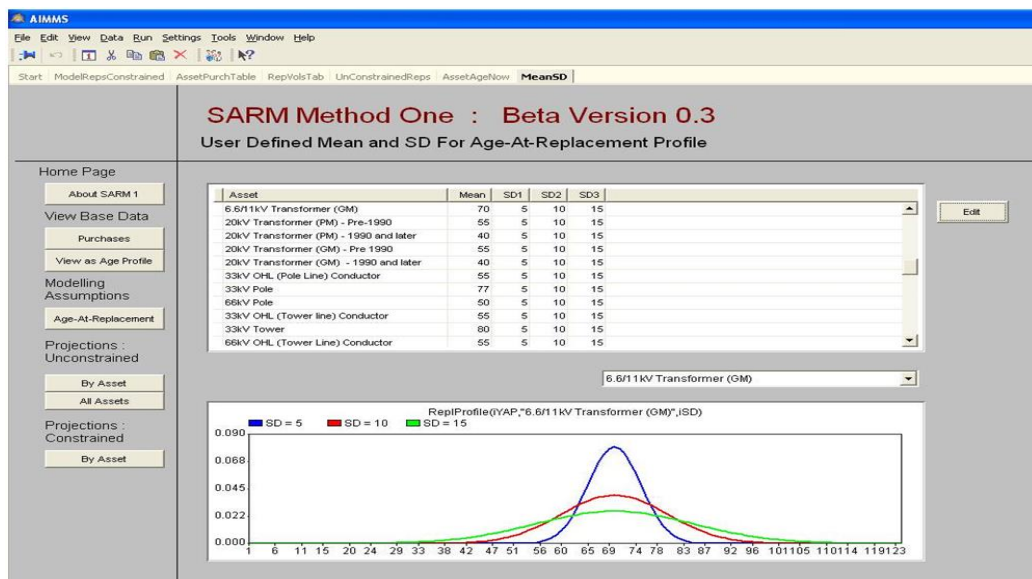 AIMMS
File Edit View Data Run Settings Tools Window Help
Start ModelRepsConstrained AssetPurchTable RepVolsTab UnConstrainedReps AssetAgeNow MeanSD
SARM Method One : Beta Version 0.3
User Defined Mean and SD For Age-At-Replacement Profile
Home Page
About SARM 1
View Base Data
Purchases
View as Age Profile
Modelling
Assumptions
Age-At-Replacement
Projections :
Unconstrained
By Asset
All Assets
Projections :
Constrained
By Asset
Asset Mean SD1 SD2 SD3
6.6/11kV Transformer (GM) 70 5 10 15
20kV Transformer (PM) - Pre-1990 55 5 10 15
20kV Transformer (PM) - 1990 and later 40 5 10 15
20kV Transformer (GM) - Pre 1990 55 5 10 15
20kV Transformer (GM) - 1990 and later 40 5 10 15
33kV OHL (Pole Line) Conductor 55 5 10 15
33kV Pole 77 5 10 15
66kV Pole 50 5 10 15
33kV OHL (Tower line) Conductor 55 5 10 15
33kV Tower 80 5 10 15
66kV OHL (Tower Line) Conductor 55 5 10 15
Edit
6.6/11kV Transformer (GM)
ReplProfile(iYAP,"6.6/11kV Transformer (GM)",iSD)
SD = 5 SD = 10 SD = 15
0.090
0.068
0.045
0.022
0.000
1 6 11 15 20 24 29 33 38 42 47 51 56 60 65 69 74 78 83 87 92 96 101 105 110 114 119 123